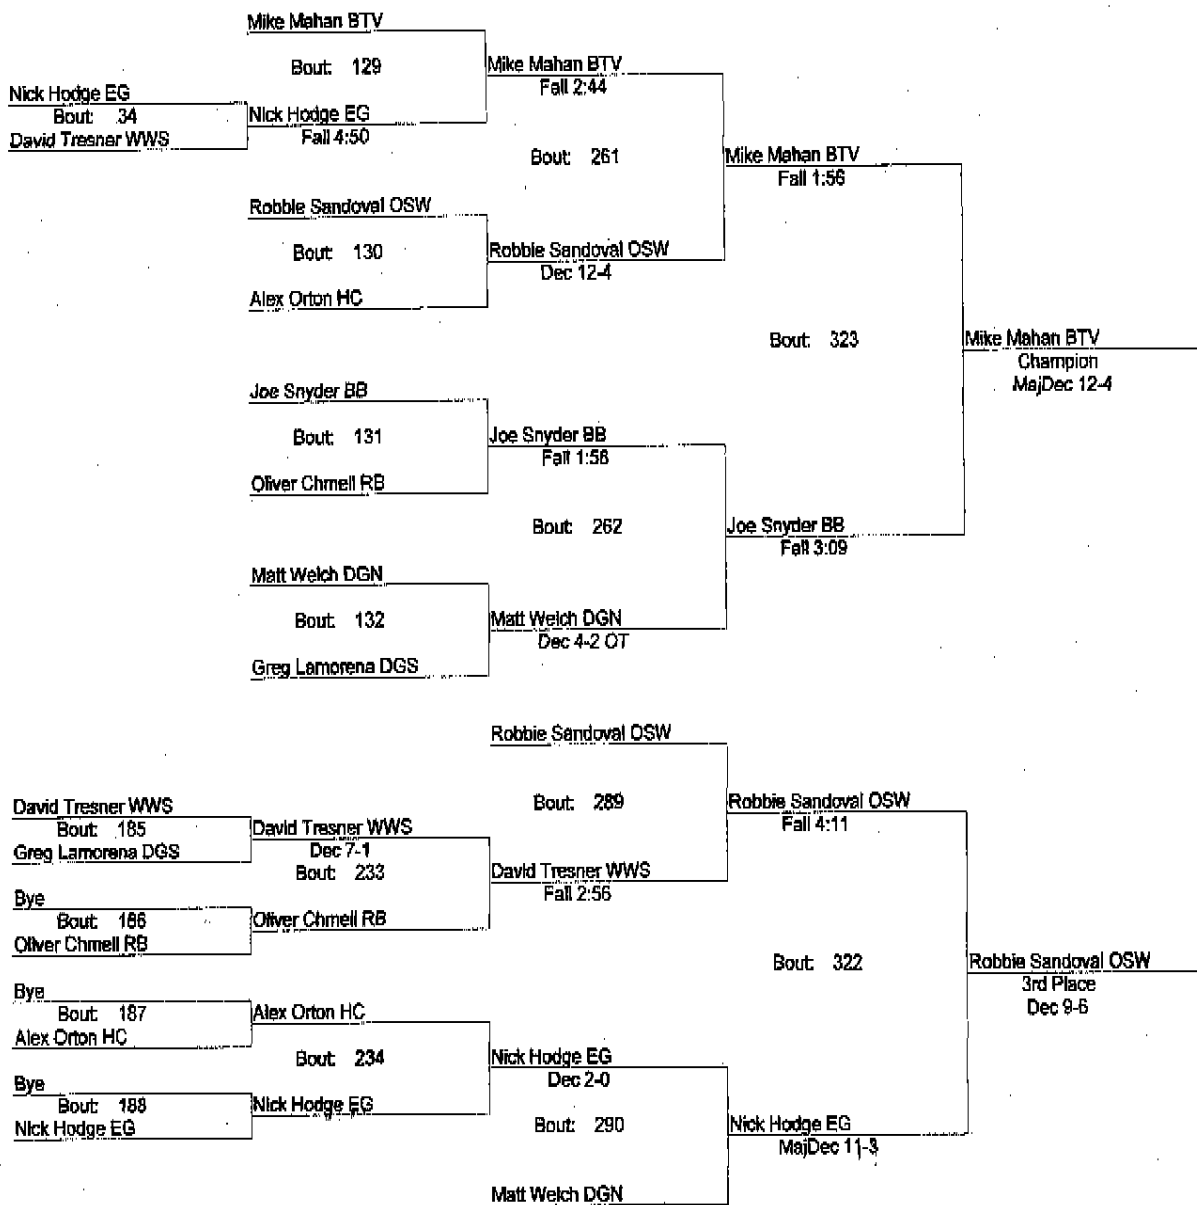 Mike Mahan BTV
Bout: 129
Mike Mahan BTV
Fall 2:44
Nick Hodge EG
Bout: 34
David Tresner WWS
Nick Hodge EG
Fall 4:50
Bout: 261
Mike Mahan BTV
Fall 1:56
Robbie Sandoval OSW
Bout: 130
Robbie Sandoval OSW
Dec 12-4
Alex Orton HC
Bout: 323
Mike Mahan BTV
Champion
MajDec 12-4
Joe Snyder BB
Bout: 131
Joe Snyder BB
Fall 1:56
Oliver Chmell RB
Bout: 262
Joe Snyder BB
Fall 3:09
Matt Welch DGN
Bout: 132
Matt Welch DGN
Dec 4-2 OT
Greg Lamorena DGS
Robbie Sandoval OSW
Bout: 289
Robbie Sandoval OSW
Fall 4:11
David Tresner WWS
Bout: 185
Greg Lamorena DGS
David Tresner WWS
Dec 7-1
Bout: 233
David Tresner WWS
Fall 2:56
Bye
Bout: 186
Oliver Chmell RB
Oliver Chmell RB
Bout: 322
Robbie Sandoval OSW
3rd Place
Dec 9-6
Bye
Bout: 187
Alex Orton HC
Alex Orton HC
Bout: 234
Nick Hodge EG
Dec 2-0
Bye
Bout: 188
Nick Hodge EG
Nick Hodge EG
Bout: 290
Nick Hodge EG
MajDec 11-3
Matt Welch DGN